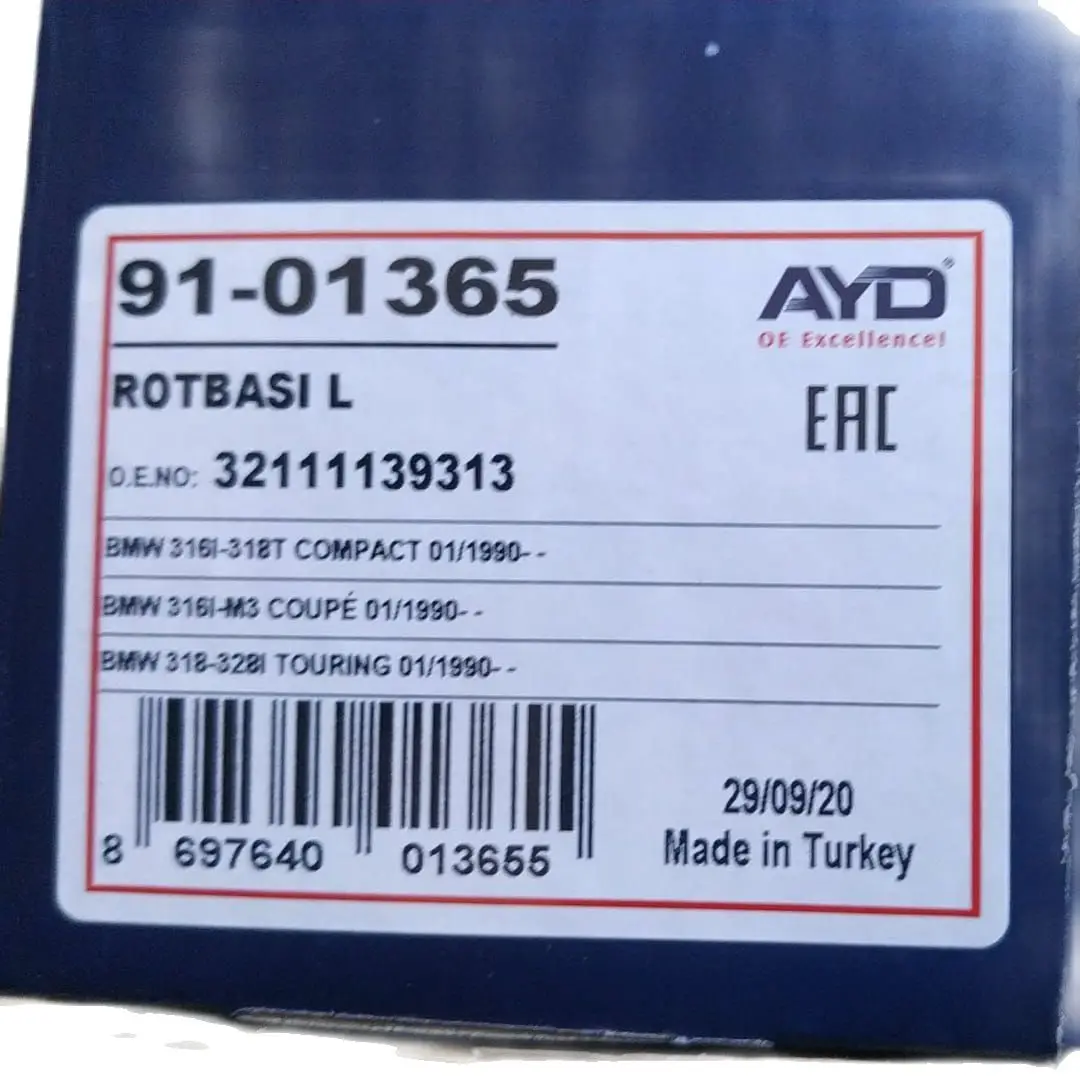 91-01365
AYD®
OE Excellence!
ROTBASI L
EAC
O.E.NO: 32111139313
BMW 316I-318T COMPACT 01/1990- -
BMW 316I-M3 COUPÉ 01/1990- -
BMW 318-328I TOURING 01/1990- -
29/09/20
Made in Turkey
8 697640 013655